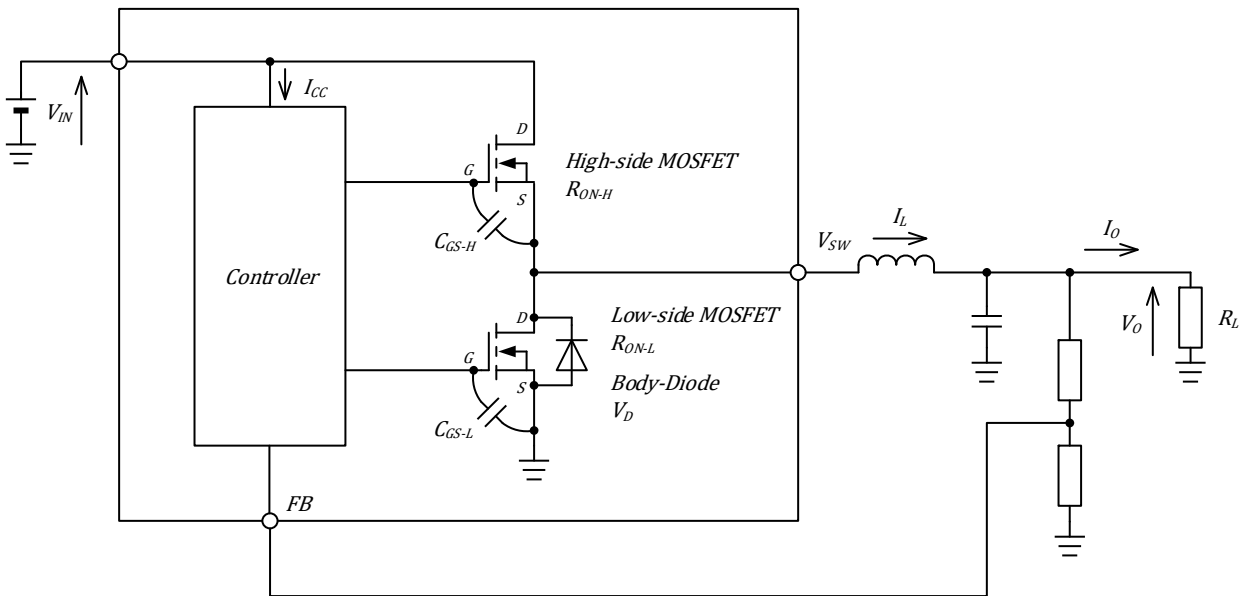 I_CC
V_IN
D
High-side MOSFET
R_ON-H
G
S
C_GS-H
Controller
V_SW
I_L
I_O
V_O
R_L
D
Low-side MOSFET
R_ON-L
G
S
Body-Diode
V_D
C_GS-L
FB